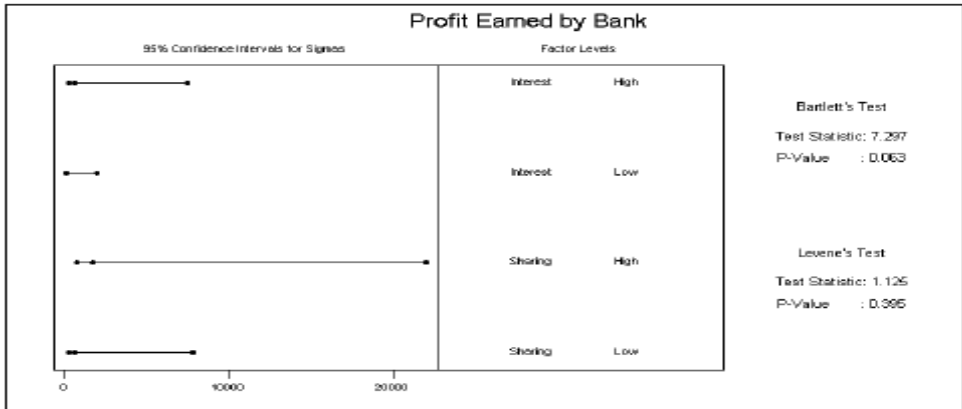 Profit Earned by Bank
95% Confidence Intervals for Sigmas
Factor Levels
Interest High
Interest Low
Sharing High
Sharing Low
0 10000 20000
Bartlett's Test
Test Statistic: 7.297
P-Value : 0.063
Levene's Test
Test Statistic: 1.125
P-Value : 0.395